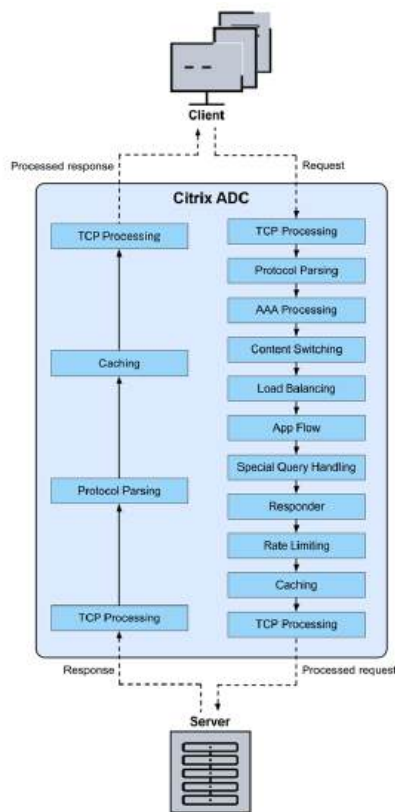 Client
Processed response
Request
Citrix ADC
TCP Processing
Caching
Protocol Parsing
TCP Processing
TCP Processing
Protocol Parsing
AAA Processing
Content Switching
Load Balancing
App Flow
Special Query Handling
Responder
Rate Limiting
Caching
TCP Processing
Response
Processed request
Server